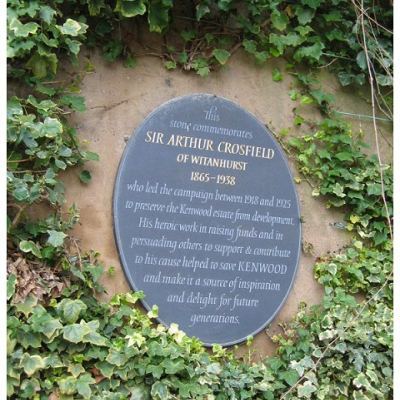 this
stone commemorates
SIR ARTHUR CROSFIELD
OF WITANHURST
1865-1938
who led the campaign between 1918 and 1925
to preserve the Kenwood estate from development.
His heroic work in raising funds and in
persuading others to support & contribute
to his cause helped to save KENWOOD
and make it a source of inspiration
and delight for future
generations.